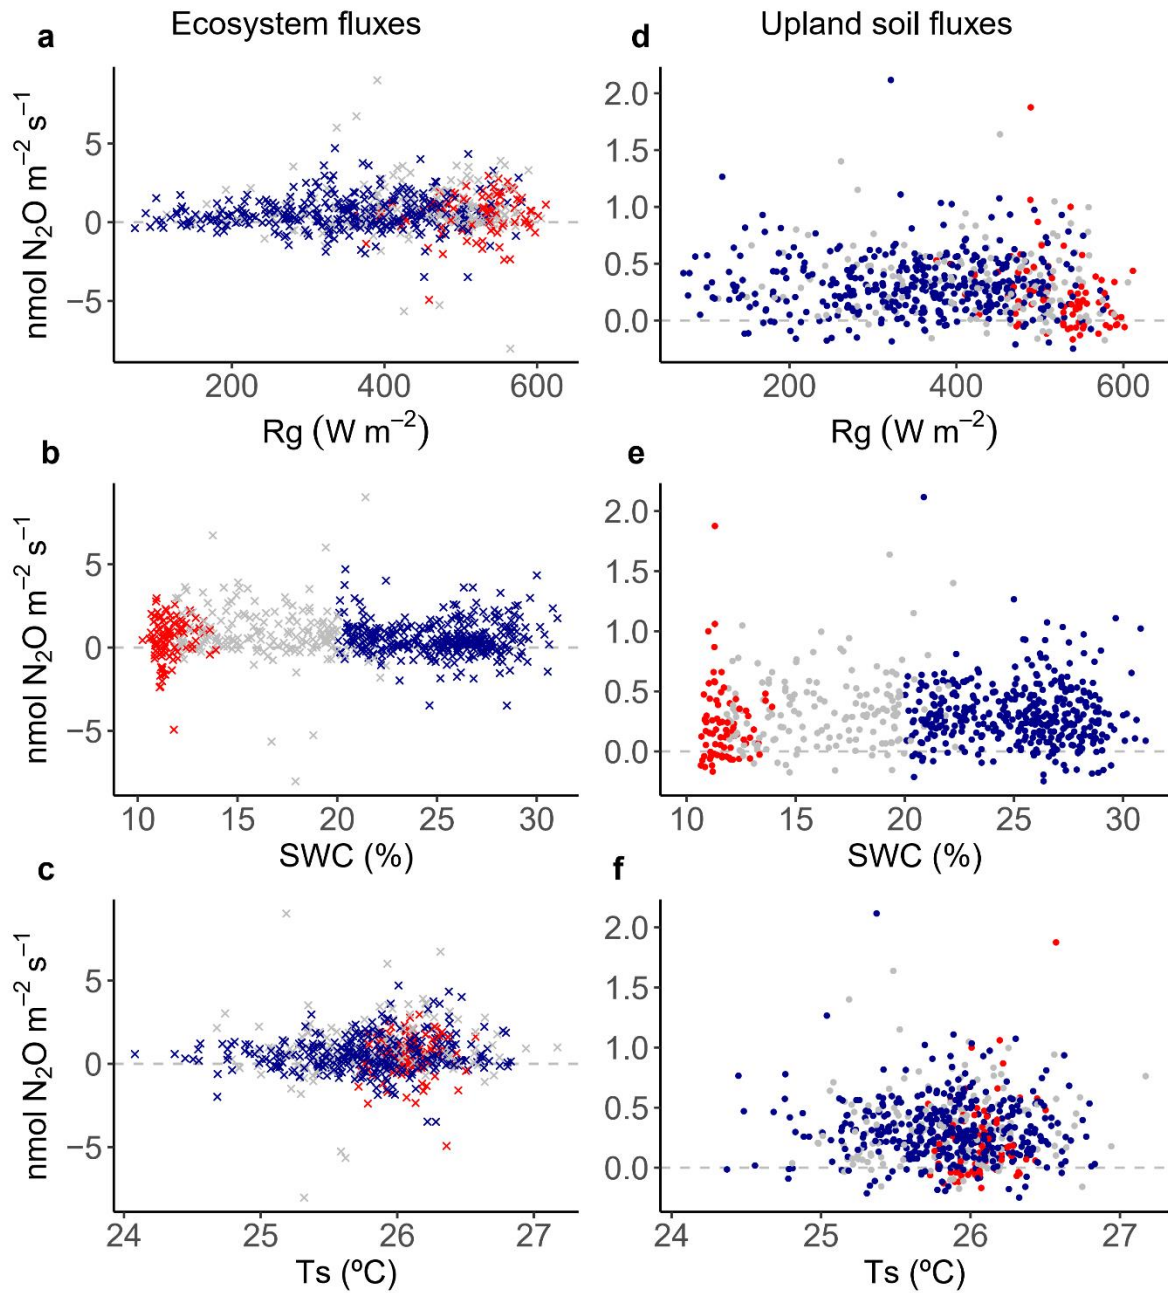 Ecosystem fluxes
Upland soil fluxes
a
nmol N₂O m⁻² s⁻¹
5
0
−5
200 400 600
Rg (W m⁻²)
d
2.0
1.5
1.0
0.5
0.0
200 400 600
Rg (W m⁻²)
b
nmol N₂O m⁻² s⁻¹
5
0
−5
10 15 20 25 30
SWC (%)
e
2.0
1.5
1.0
0.5
0.0
10 15 20 25 30
SWC (%)
c
nmol N₂O m⁻² s⁻¹
5
0
−5
24 25 26 27
Ts (ºC)
f
2.0
1.5
1.0
0.5
0.0
24 25 26 27
Ts (ºC)